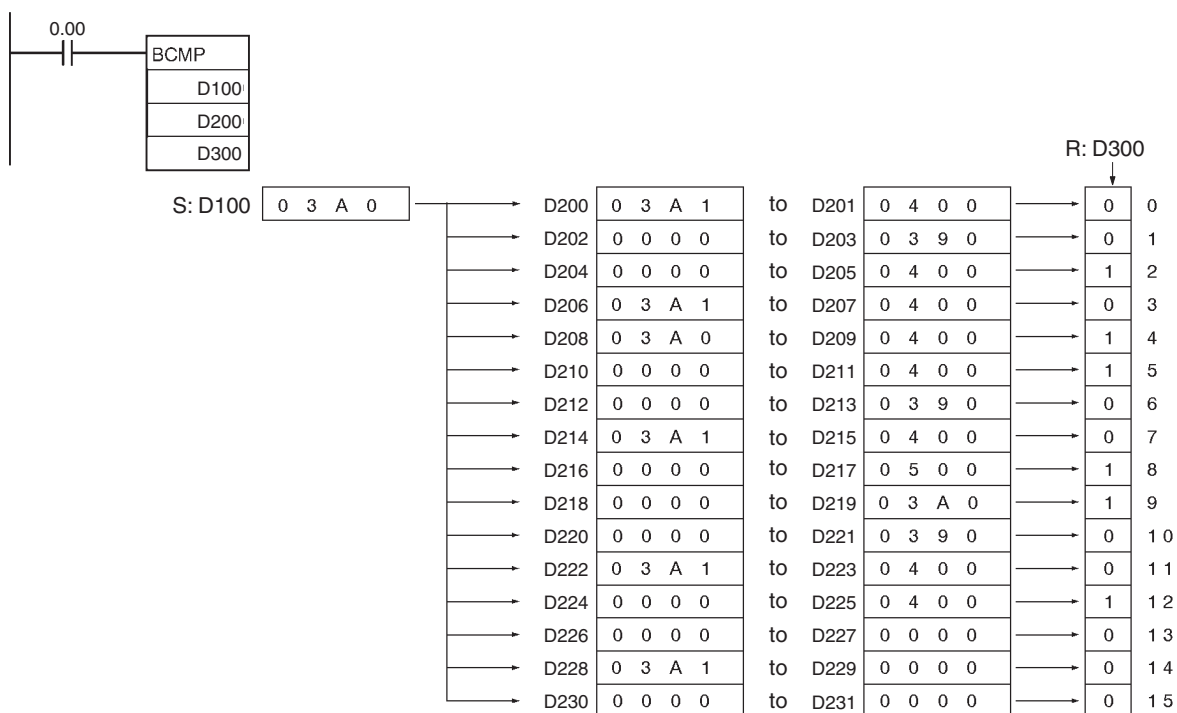 0.00
BCMP
D100
D200
D300
R: D300
S: D100 0 3 A 0
D200 0 3 A 1 to D201 0 4 0 0 0 0
D202 0 0 0 0 to D203 0 3 9 0 0 1
D204 0 0 0 0 to D205 0 4 0 0 1 2
D206 0 3 A 1 to D207 0 4 0 0 0 3
D208 0 3 A 0 to D209 0 4 0 0 1 4
D210 0 0 0 0 to D211 0 4 0 0 1 5
D212 0 0 0 0 to D213 0 3 9 0 0 6
D214 0 3 A 1 to D215 0 4 0 0 0 7
D216 0 0 0 0 to D217 0 5 0 0 1 8
D218 0 0 0 0 to D219 0 3 A 0 1 9
D220 0 0 0 0 to D221 0 3 9 0 0 10
D222 0 3 A 1 to D223 0 4 0 0 0 11
D224 0 0 0 0 to D225 0 4 0 0 1 12
D226 0 0 0 0 to D227 0 0 0 0 0 13
D228 0 3 A 1 to D229 0 0 0 0 0 14
D230 0 0 0 0 to D231 0 0 0 0 0 15